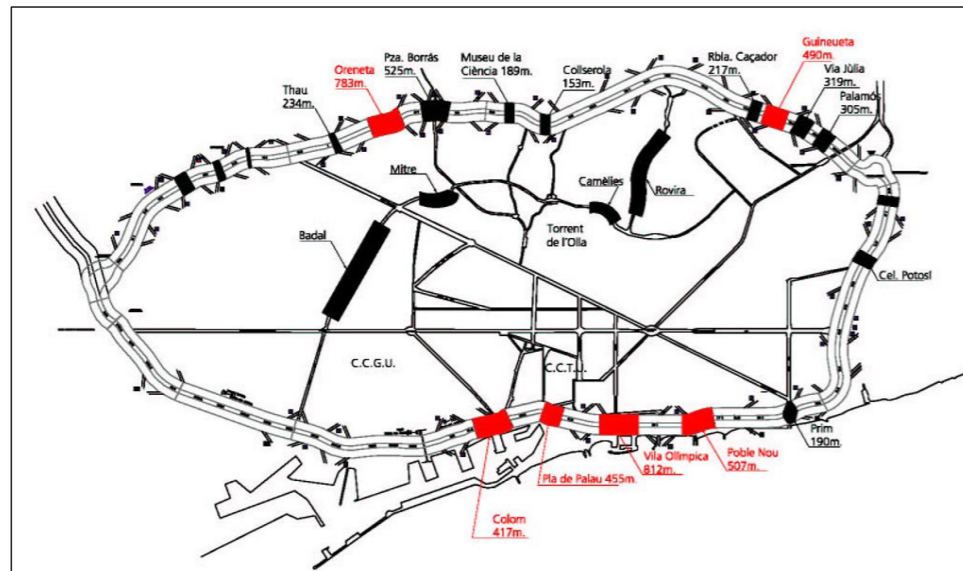 Guineueta
490m.
Pza. Borrás
525m.
Museu de la
Ciència 189m.
Rbla. Caçador
217m.
Oreneta
783m.
Collserola
153m.
Via Júlia
319m.
Thau
234m.
Palamós
305m.
Mitre
Camèlies
Rovira
Torrent
de l'Olla
Badal
Cel. Potosí
C.C.G.U.
C.C.T.U.
Prim
190m.
Vila Olímpica
812m.
Poble Nou
507m.
Pla de Palau 455m.
Colom
417m.